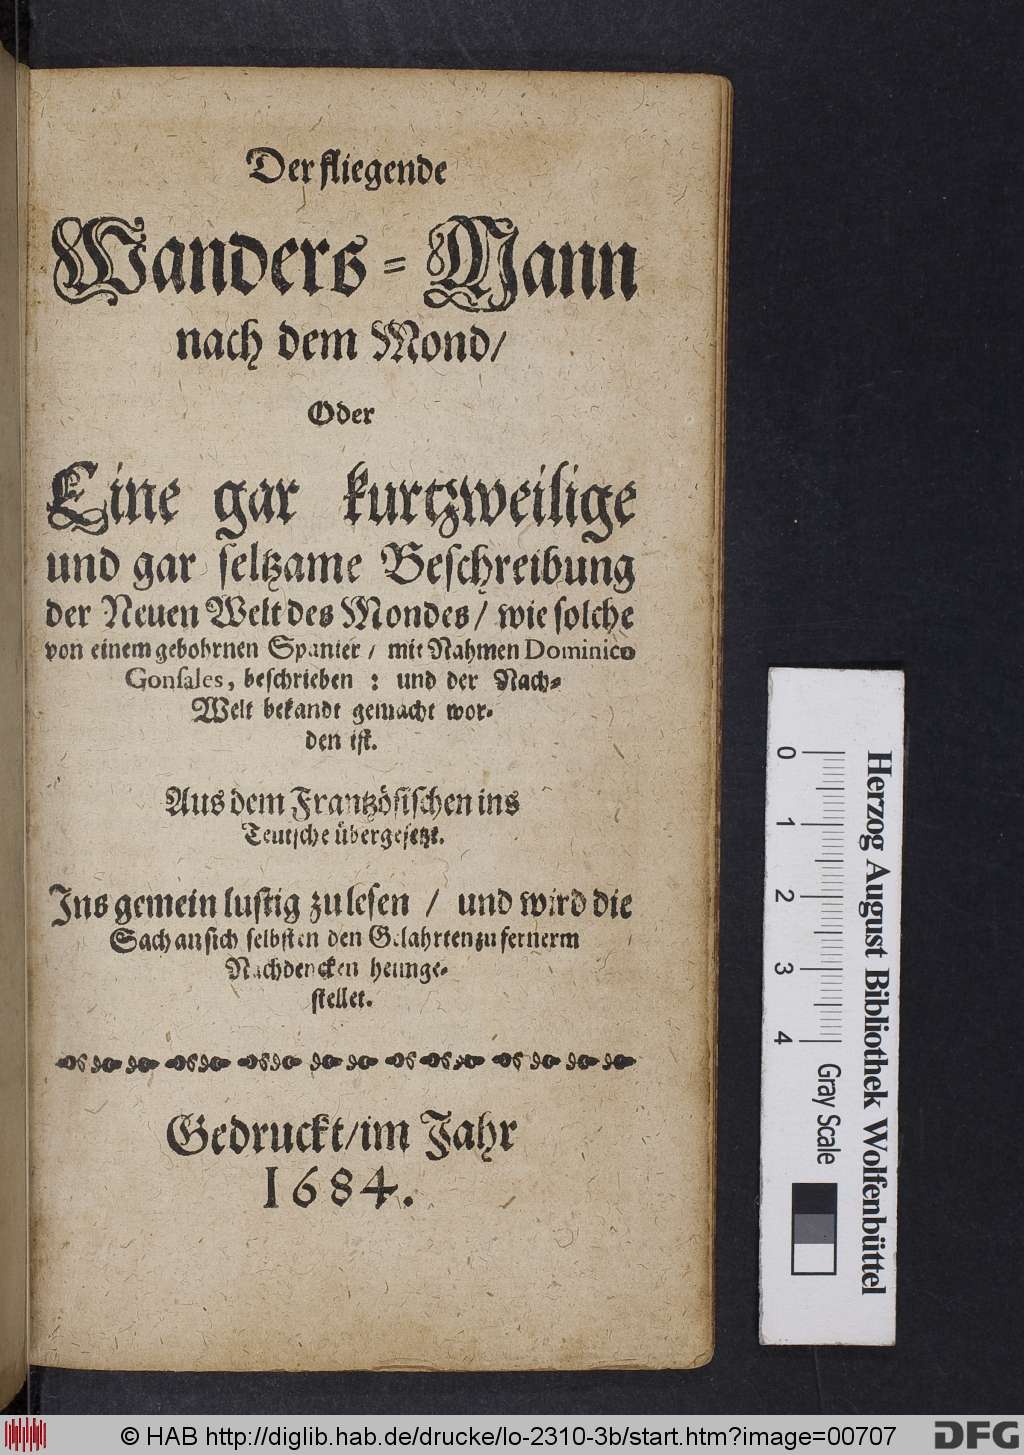 Der fliegende
Wanders=Mann
nach dem Mond/
Oder
Eine gar kurtzweilige
und gar seltzame Beschreibung
der Neuen Welt des Mondes/ wie solche
von einem gebohrnen Spanier/ mit Nahmen Dominico
Gonsales, beschrieben: und der Nach=
Welt bekandt gemacht wor=
den ist.
Aus dem Frantzösischen ins
Teutsche übergesetzt.
Ins gemein lustig zu lesen / und wird die
Sach an sich selbsten den Gelahrten zu fernerm
Nachdencken heimge=
stellet.
Gedruckt/im Jahr
1684.
0 1 2 3 4
Gray Scale
Herzog August Bibliothek Wolfenbüttel
© HAB http://diglib.hab.de/drucke/lo-2310-3b/start.htm?image=00707
DFG